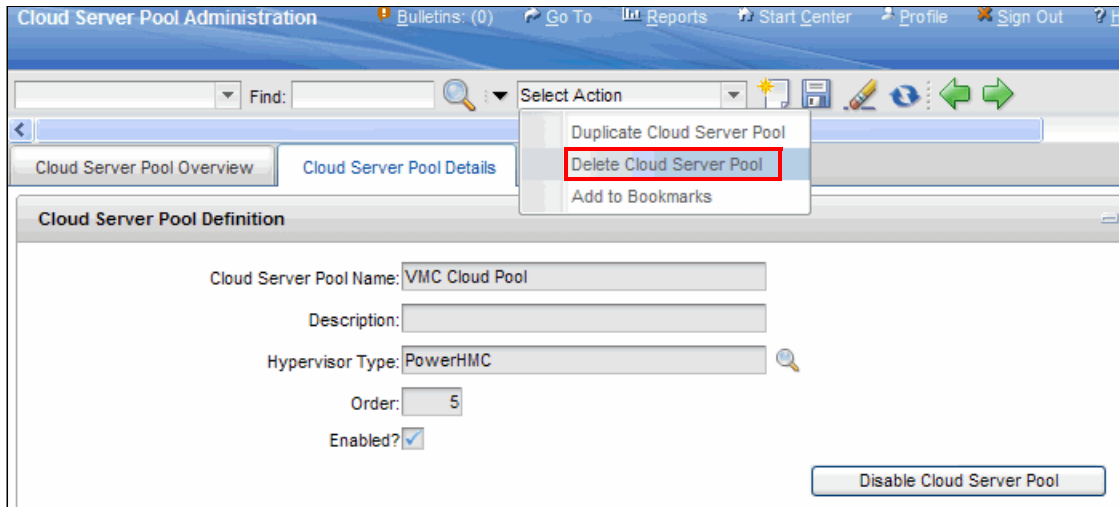 Cloud Server Pool Administration Bulletins: (0) Go To Reports Start Center Profile Sign Out ?
Find: Select Action
Duplicate Cloud Server Pool
Delete Cloud Server Pool
Add to Bookmarks
Cloud Server Pool Overview Cloud Server Pool Details
Cloud Server Pool Definition
Cloud Server Pool Name: VMC Cloud Pool
Description:
Hypervisor Type: PowerHMC
Order: 5
Enabled?
Disable Cloud Server Pool